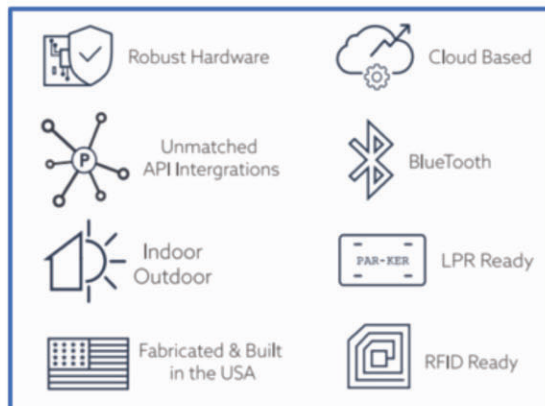 Robust Hardware
Cloud Based
P
Unmatched
API Intergrations
BlueTooth
Indoor
Outdoor
PAR-KER
LPR Ready
Fabricated & Built
in the USA
RFID Ready